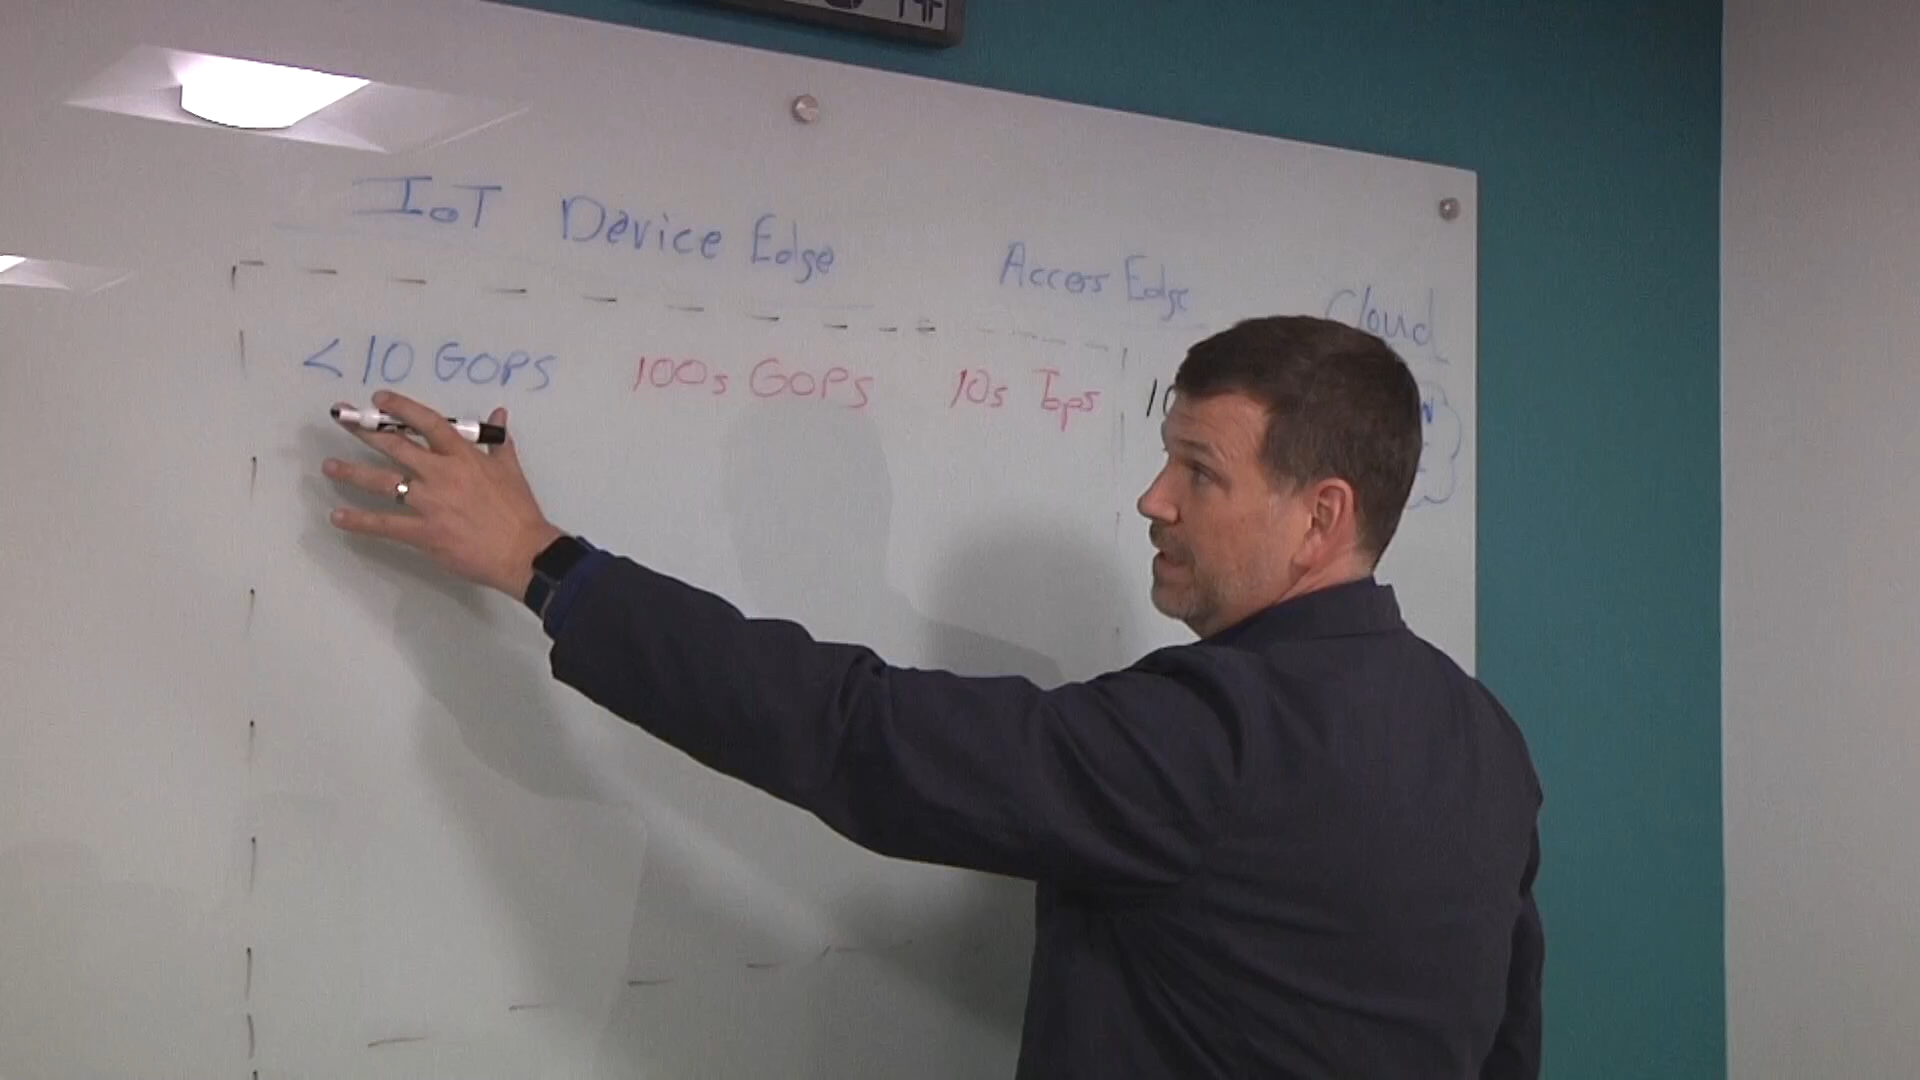 IoT Device Edge
Access Edge
Cloud
<10 GOPS
100s GOPS
10s Tops